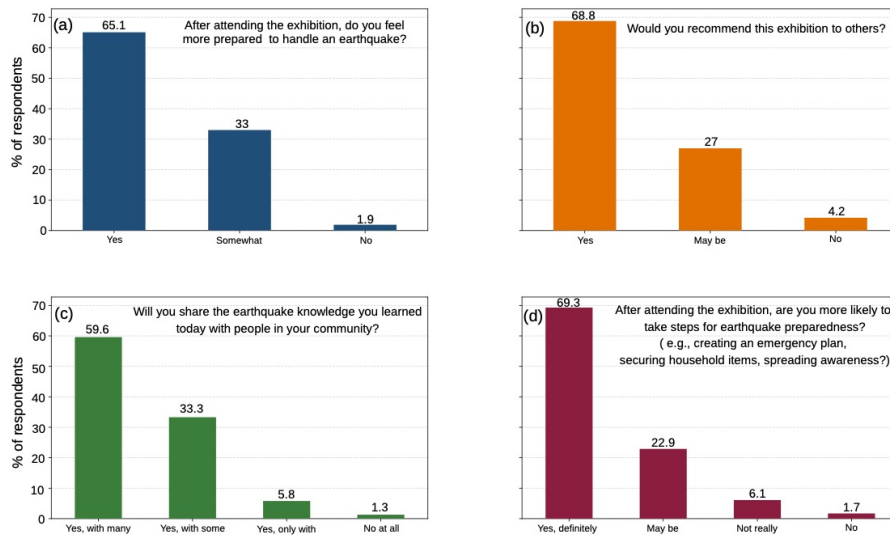 (a)
After attending the exhibition, do you feel
more prepared to handle an earthquake?
% of respondents
70
60
50
40
30
20
10
0
65.1
33
1.9
Yes
Somewhat
No
(b)
Would you recommend this exhibition to others?
68.8
27
4.2
Yes
May be
No
(c)
Will you share the earthquake knowledge you learned
today with people in your community?
% of respondents
70
60
50
40
30
20
10
0
59.6
33.3
5.8
1.3
Yes, with many
Yes, with some
Yes, only with
No at all
(d)
After attending the exhibition, are you more likely to
take steps for earthquake preparedness?
( e.g., creating an emergency plan,
securing household items, spreading awareness?)
69.3
22.9
6.1
1.7
Yes, definitely
May be
Not really
No